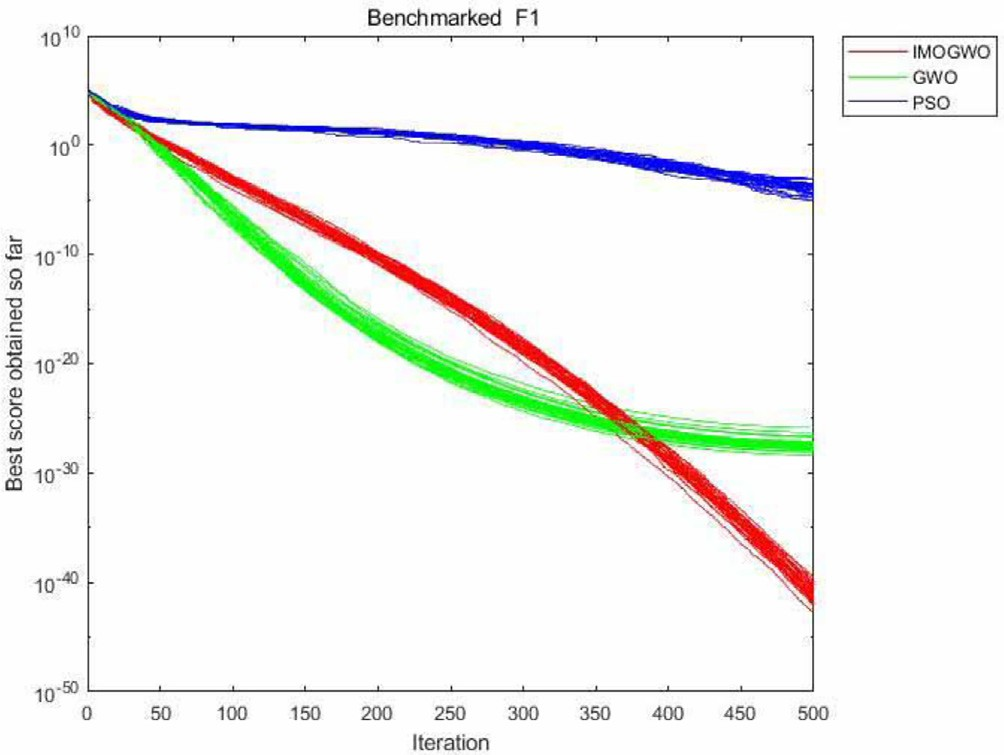 Benchmarked F1
IMOGWO
GWO
PSO
Best score obtained so far
10^10
10^0
10^-10
10^-20
10^-30
10^-40
10^-50
0 50 100 150 200 250 300 350 400 450 500
Iteration